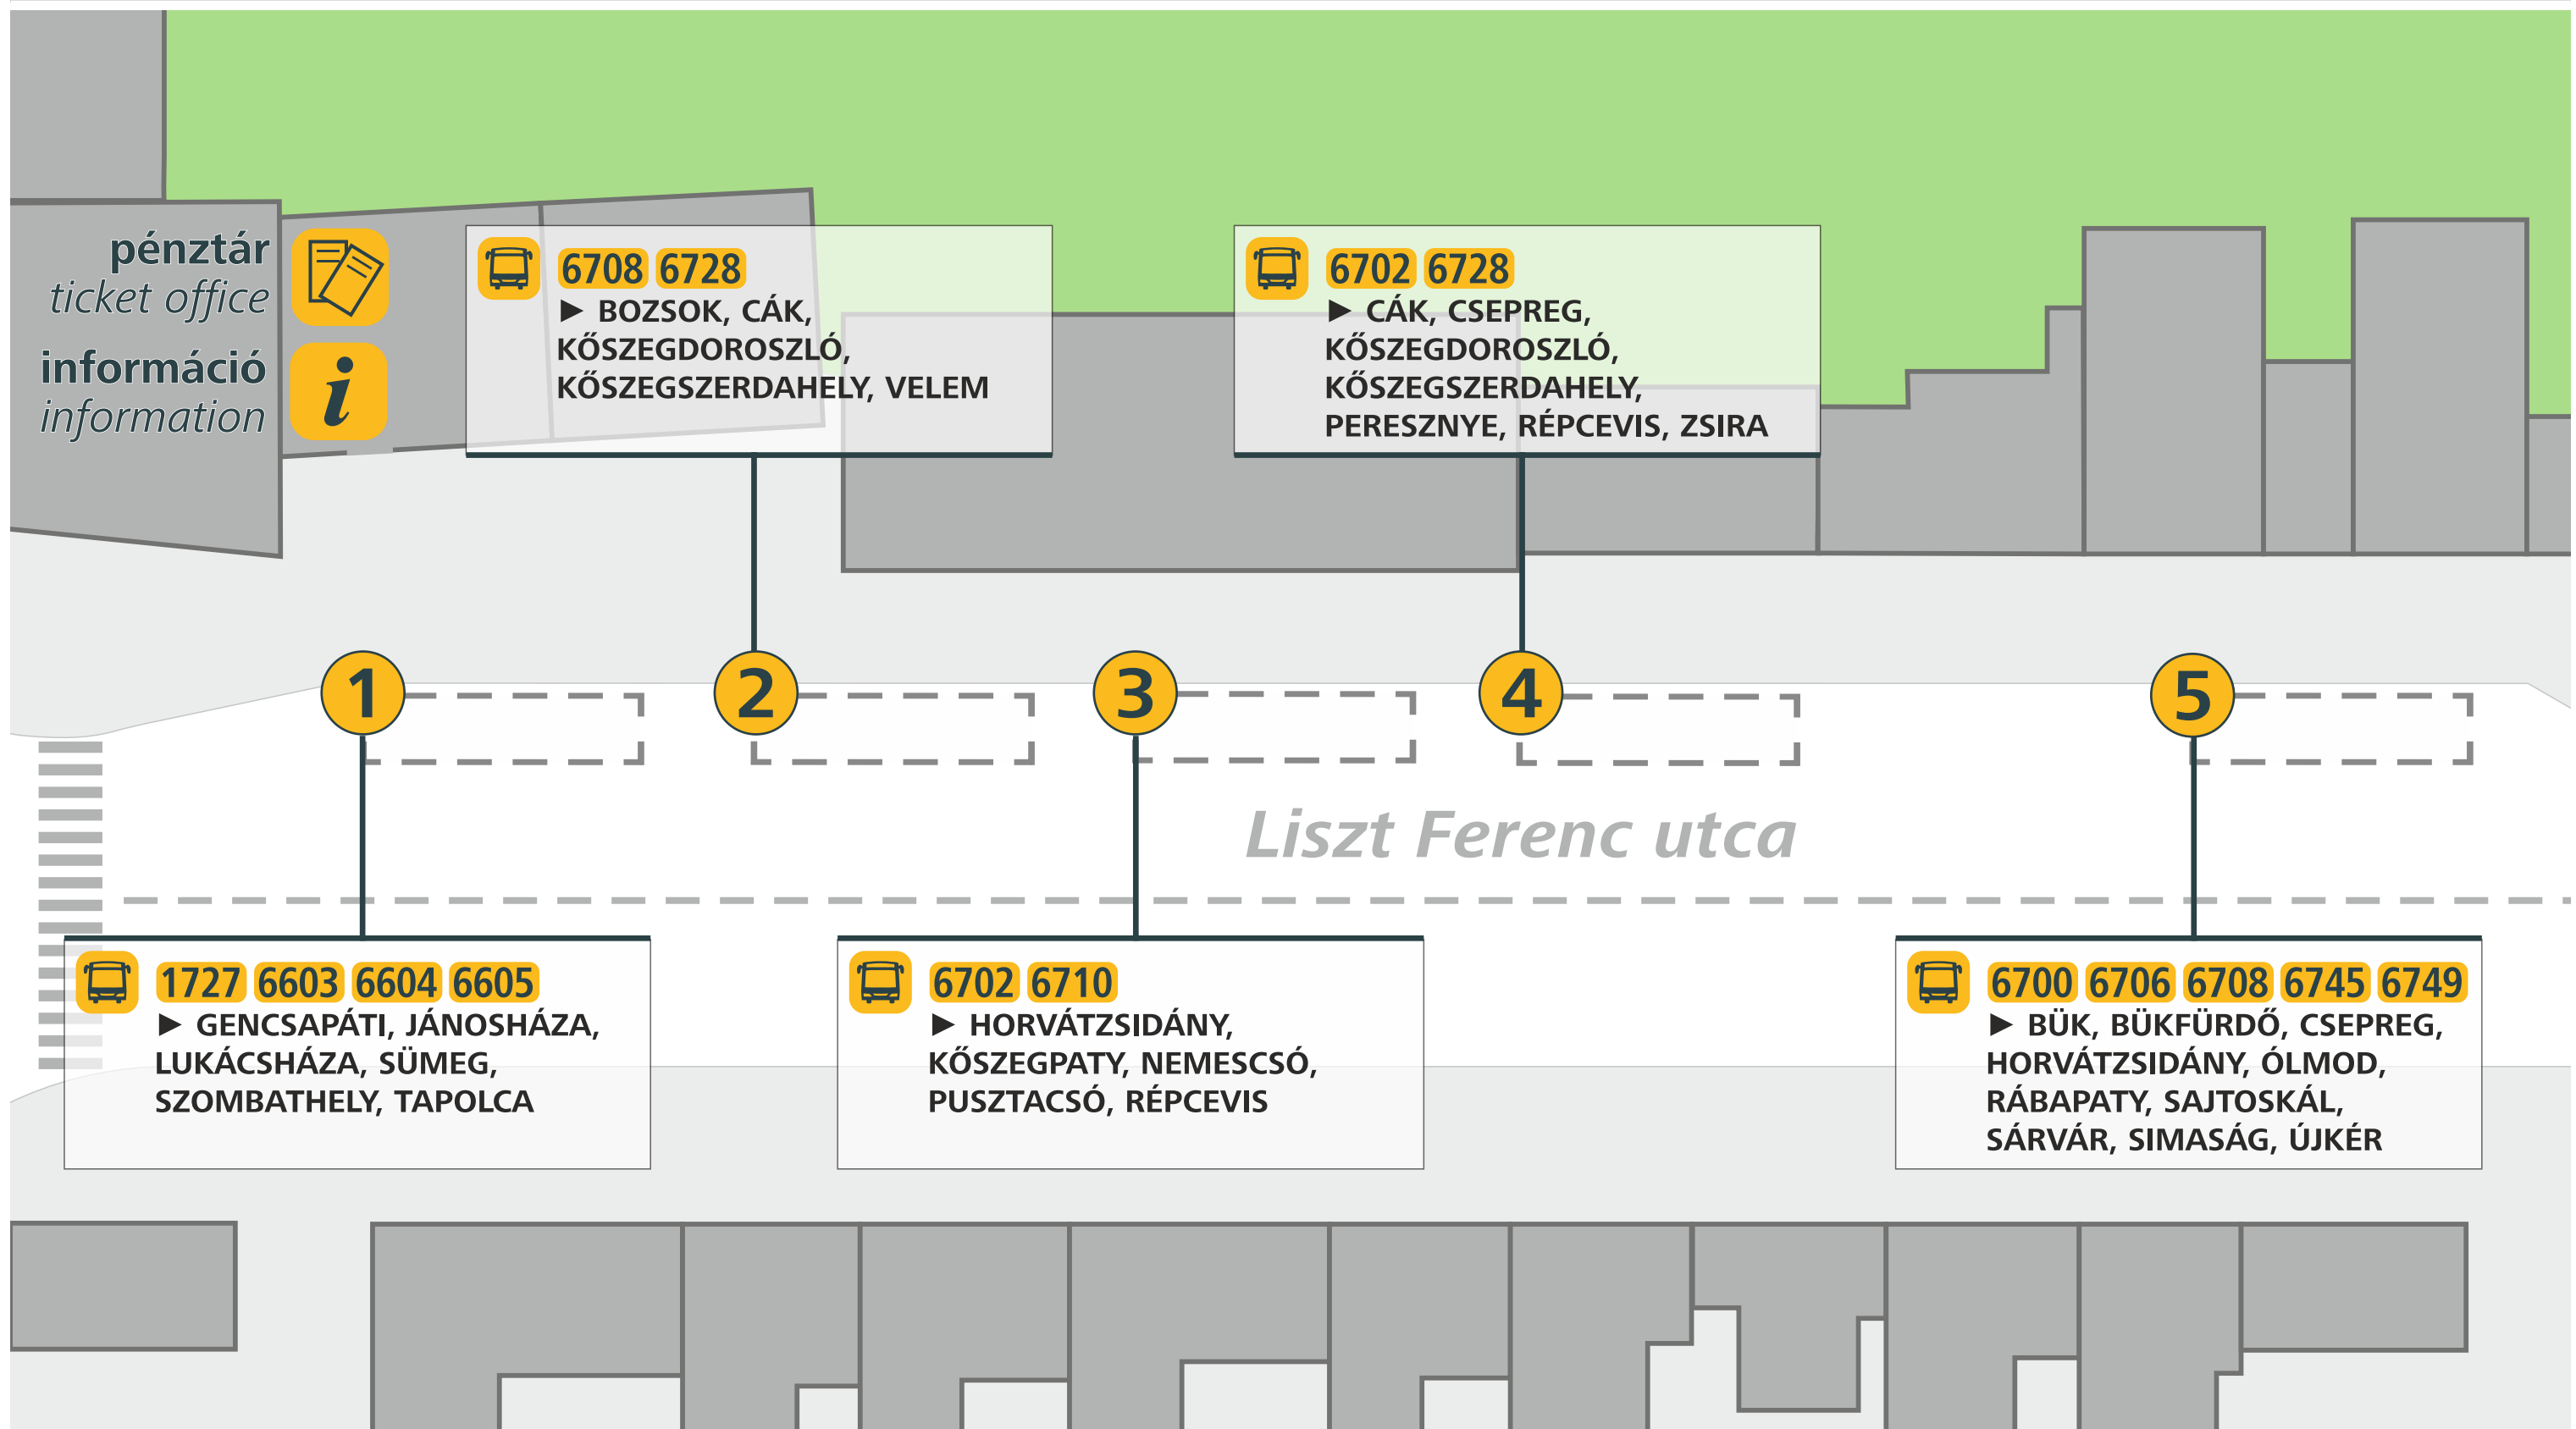 pénztár
ticket office
információ
information
6708 6728
► BOZSOK, CÁK,
KŐSZEGDOROSZLÓ,
KŐSZEGSZERDAHELY, VELEM
6702 6728
► CÁK, CSEPREG,
KŐSZEGDOROSZLÓ,
KŐSZEGSZERDAHELY,
PERESZNYE, RÉPCEVIS, ZSIRA
1 2 3 4 5
Liszt Ferenc utca
1727 6603 6604 6605
► GENCSAPÁTI, JÁNOSHÁZA,
LUKÁCSHÁZA, SÜMEG,
SZOMBATHELY, TAPOLCA
6702 6710
► HORVÁTZSIDÁNY,
KŐSZEGPATY, NEMESCSÓ,
PUSZTACSÓ, RÉPCEVIS
6700 6706 6708 6745 6749
► BÜK, BÜKFÜRDŐ, CSEPREG,
HORVÁTZSIDÁNY, ÓLMOD,
RÁBAPATY, SAJTOSKÁL,
SÁRVÁR, SIMASÁG, ÚJKÉR